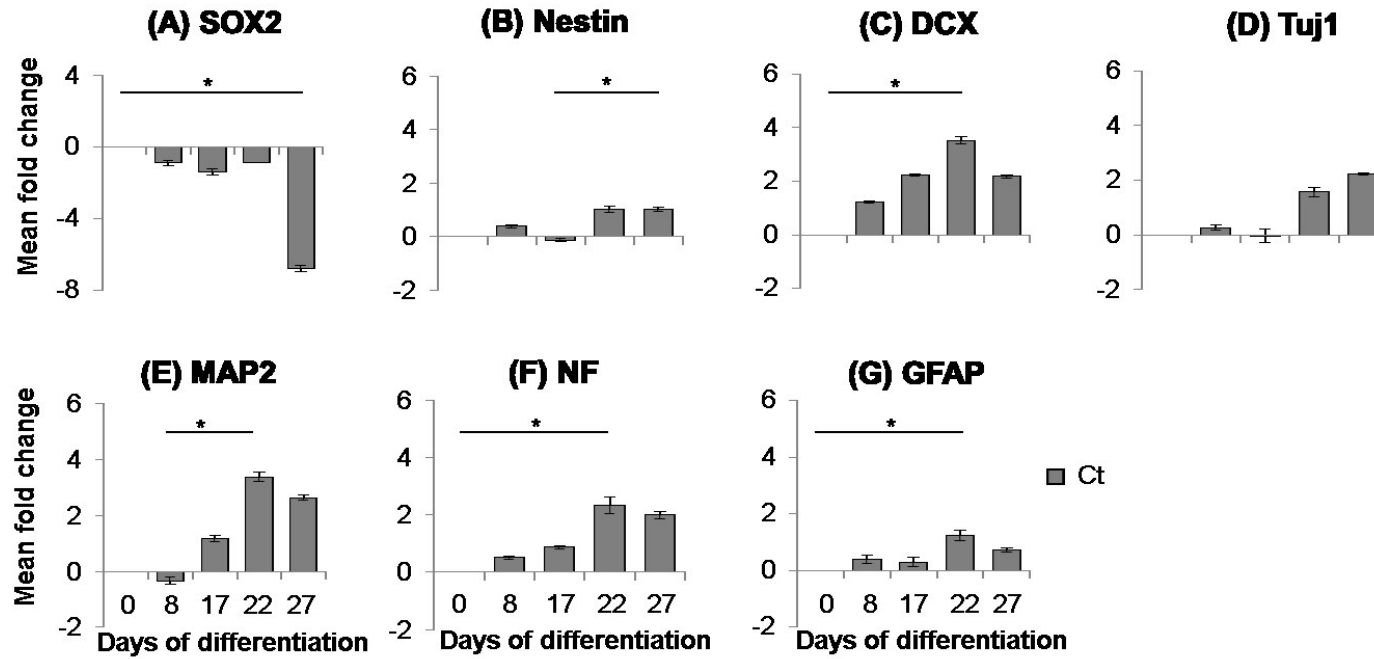 (A) SOX2
(B) Nestin
(C) DCX
(D) Tuj1
Mean fold change
4
0
-4
-8
*
6
4
2
0
-2
*
6
4
2
0
-2
*
6
4
2
0
-2
(E) MAP2
(F) NF
(G) GFAP
Mean fold change
6
4
2
0
-2
*
0 8 17 22 27
Days of differentiation
6
4
2
0
-2
*
0 8 17 22 27
Days of differentiation
6
4
2
0
-2
*
0 8 17 22 27
Days of differentiation
Ct